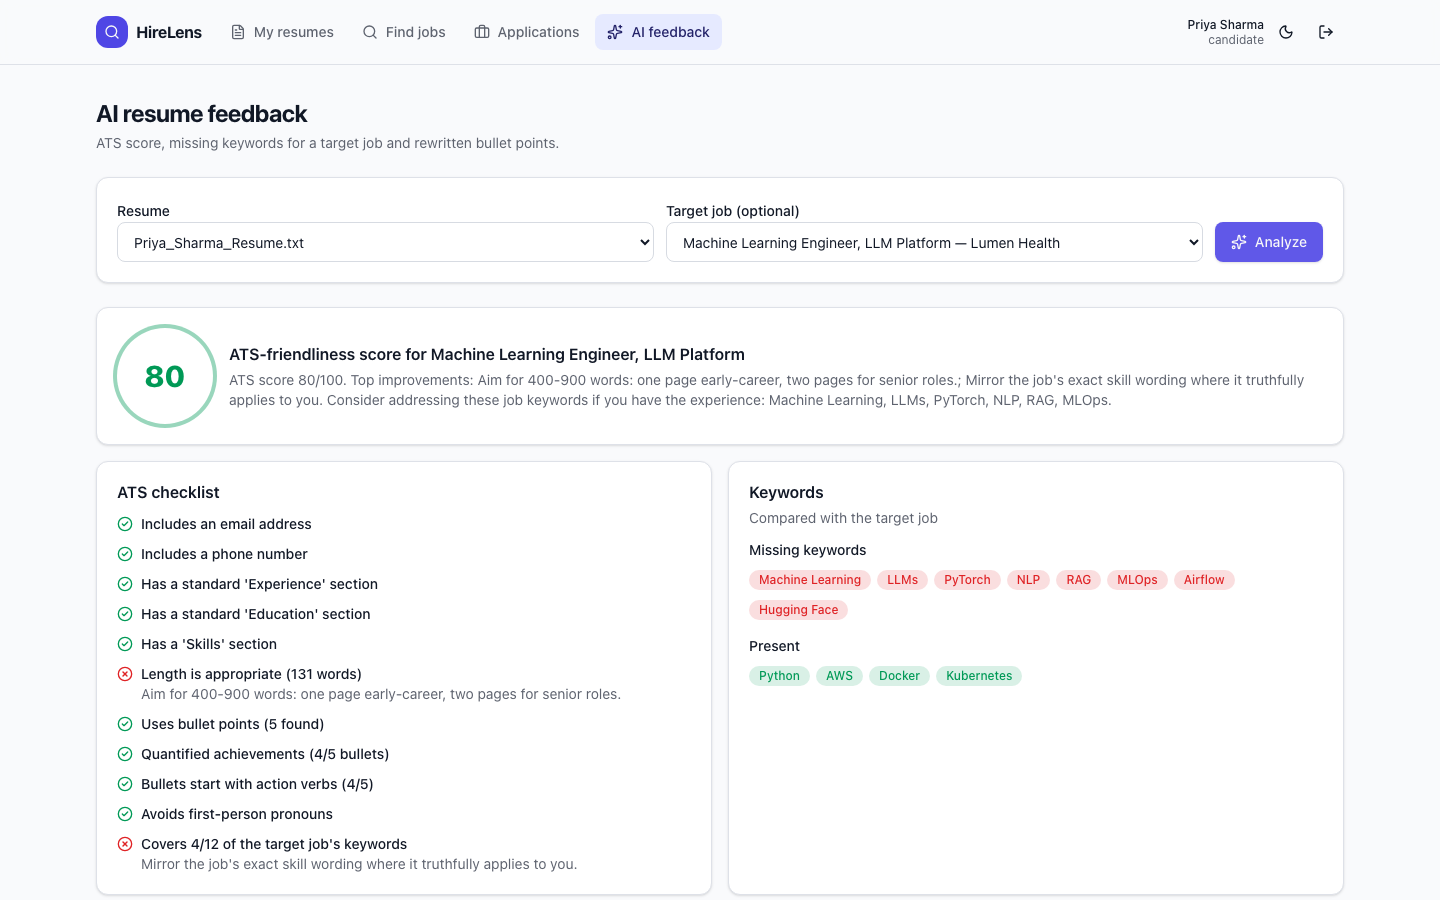 HireLens
My resumes
Find jobs
Applications
AI feedback
Priya Sharma
candidate
AI resume feedback
ATS score, missing keywords for a target job and rewritten bullet points.
Resume
Target job (optional)
Priya_Sharma_Resume.txt
Machine Learning Engineer, LLM Platform — Lumen Health
Analyze
80
ATS-friendliness score for Machine Learning Engineer, LLM Platform
ATS score 80/100. Top improvements: Aim for 400-900 words: one page early-career, two pages for senior roles.; Mirror the job's exact skill wording where it truthfully
applies to you. Consider addressing these job keywords if you have the experience: Machine Learning, LLMs, PyTorch, NLP, RAG, MLOps.
ATS checklist
Includes an email address
Includes a phone number
Has a standard 'Experience' section
Has a standard 'Education' section
Has a 'Skills' section
Length is appropriate (131 words)
Aim for 400-900 words: one page early-career, two pages for senior roles.
Uses bullet points (5 found)
Quantified achievements (4/5 bullets)
Bullets start with action verbs (4/5)
Avoids first-person pronouns
Covers 4/12 of the target job's keywords
Mirror the job's exact skill wording where it truthfully applies to you.
Keywords
Compared with the target job
Missing keywords
Machine Learning LLMs PyTorch NLP RAG MLOps Airflow
Hugging Face
Present
Python AWS Docker Kubernetes